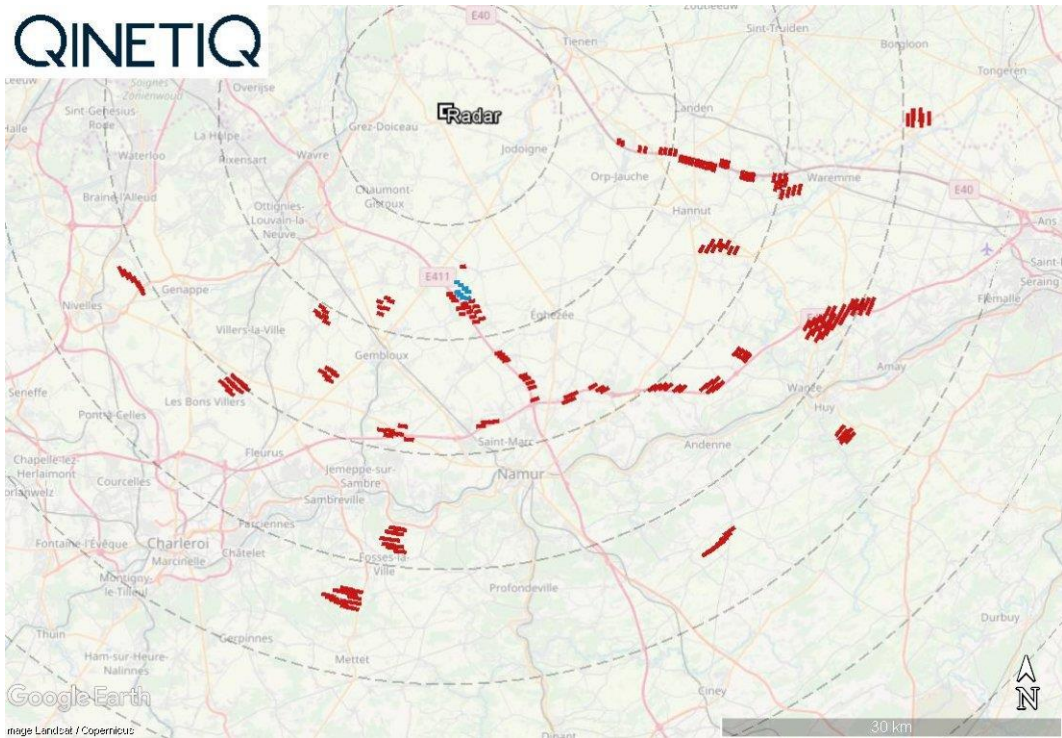 QINETIQ
E40
Zoutleeuw
Sint-Truiden
Tienen
Borgloon
Tongeren
Soignes
Zoniënwoud
Overijse
Sint-Genesius-
Rode
Halle
La Hulpe
Grez-Doiceau
Radar
Landen
Waterloo
Rixensart
Wavre
Jodoigne
Orp-Jauche
Waremme
E40
Braine-l'Alleud
Chaumont-
Gistoux
Ottignies-
Louvain-la-
Neuve
Hannut
Ans
Saint-
Seraing
Flémalle
E411
Genappe
Nivelles
Villers-la-Ville
Éghezée
Gembloux
Amay
Seneffe
Les Bons Villers
Wanze
Huy
Pont-à-Celles
Saint-Marc
Andenne
Fleurus
Chapelle-lez-
Herlaimont
Courcelles
Jemeppe-sur-
Sambre
Namur
Sambreville
Farciennes
Fontaine-l'Évêque
Charleroi
Châtelet
Marcinelle
Fosses-la-
Ville
Montigny-
le-Tilleul
Profondeville
Durbuy
Thuin
Gerpinnes
Mettet
Ham-sur-Heure-
Nalinnes
Ciney
Dinant
Google Earth
N
30 km
mage Landsat / Copernicus